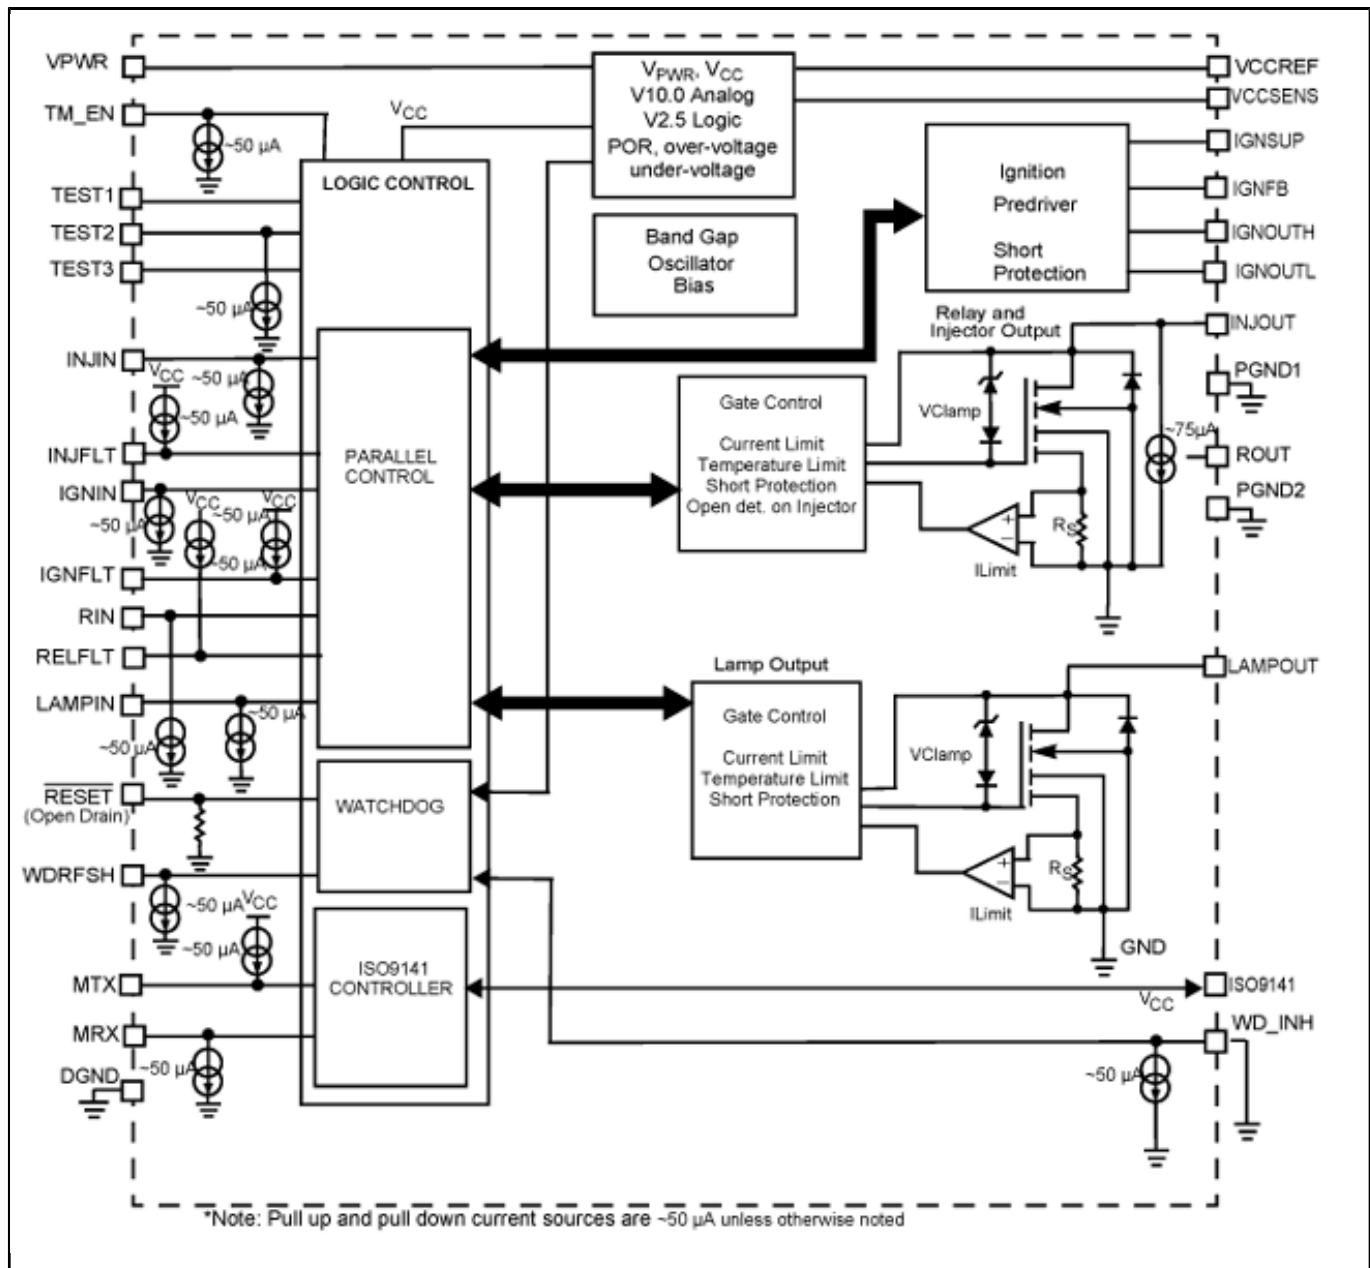 VPWR
TM_EN
~50 µA
TEST1
TEST2
TEST3
~50 µA
INJIN
VCC
~50 µA
~50 µA
INJFLT
IGNIN
VCC
VCC
~50 µA
~50 µA
~50 µA
IGNFLT
RIN
RELFLT
LAMPIN
~50 µA
~50 µA
RESET
(Open Drain)
WDRFSH
~50 µA
VCC
~50 µA
MTX
MRX
~50 µA
DGND
VCC
LOGIC CONTROL
PARALLEL
CONTROL
WATCHDOG
ISO9141
CONTROLLER
VPWR, VCC
V10.0 Analog
V2.5 Logic
POR, over-voltage
under-voltage
Band Gap
Oscillator
Bias
Ignition
Predriver
Short
Protection
Relay and
Injector Output
Gate Control
Current Limit
Temperature Limit
Short Protection
Open det. on Injector
VClamp
RS
+
–
ILimit
~75µA
Lamp Output
Gate Control
Current Limit
Temperature Limit
Short Protection
VClamp
RS
+
–
ILimit
GND
VCC
~50 µA
VCCREF
VCCSENS
IGNSUP
IGNFB
IGNOUTH
IGNOUTL
INJOUT
PGND1
ROUT
PGND2
LAMPOUT
ISO9141
WD_INH
*Note: Pull up and pull down current sources are ~50 µA unless otherwise noted